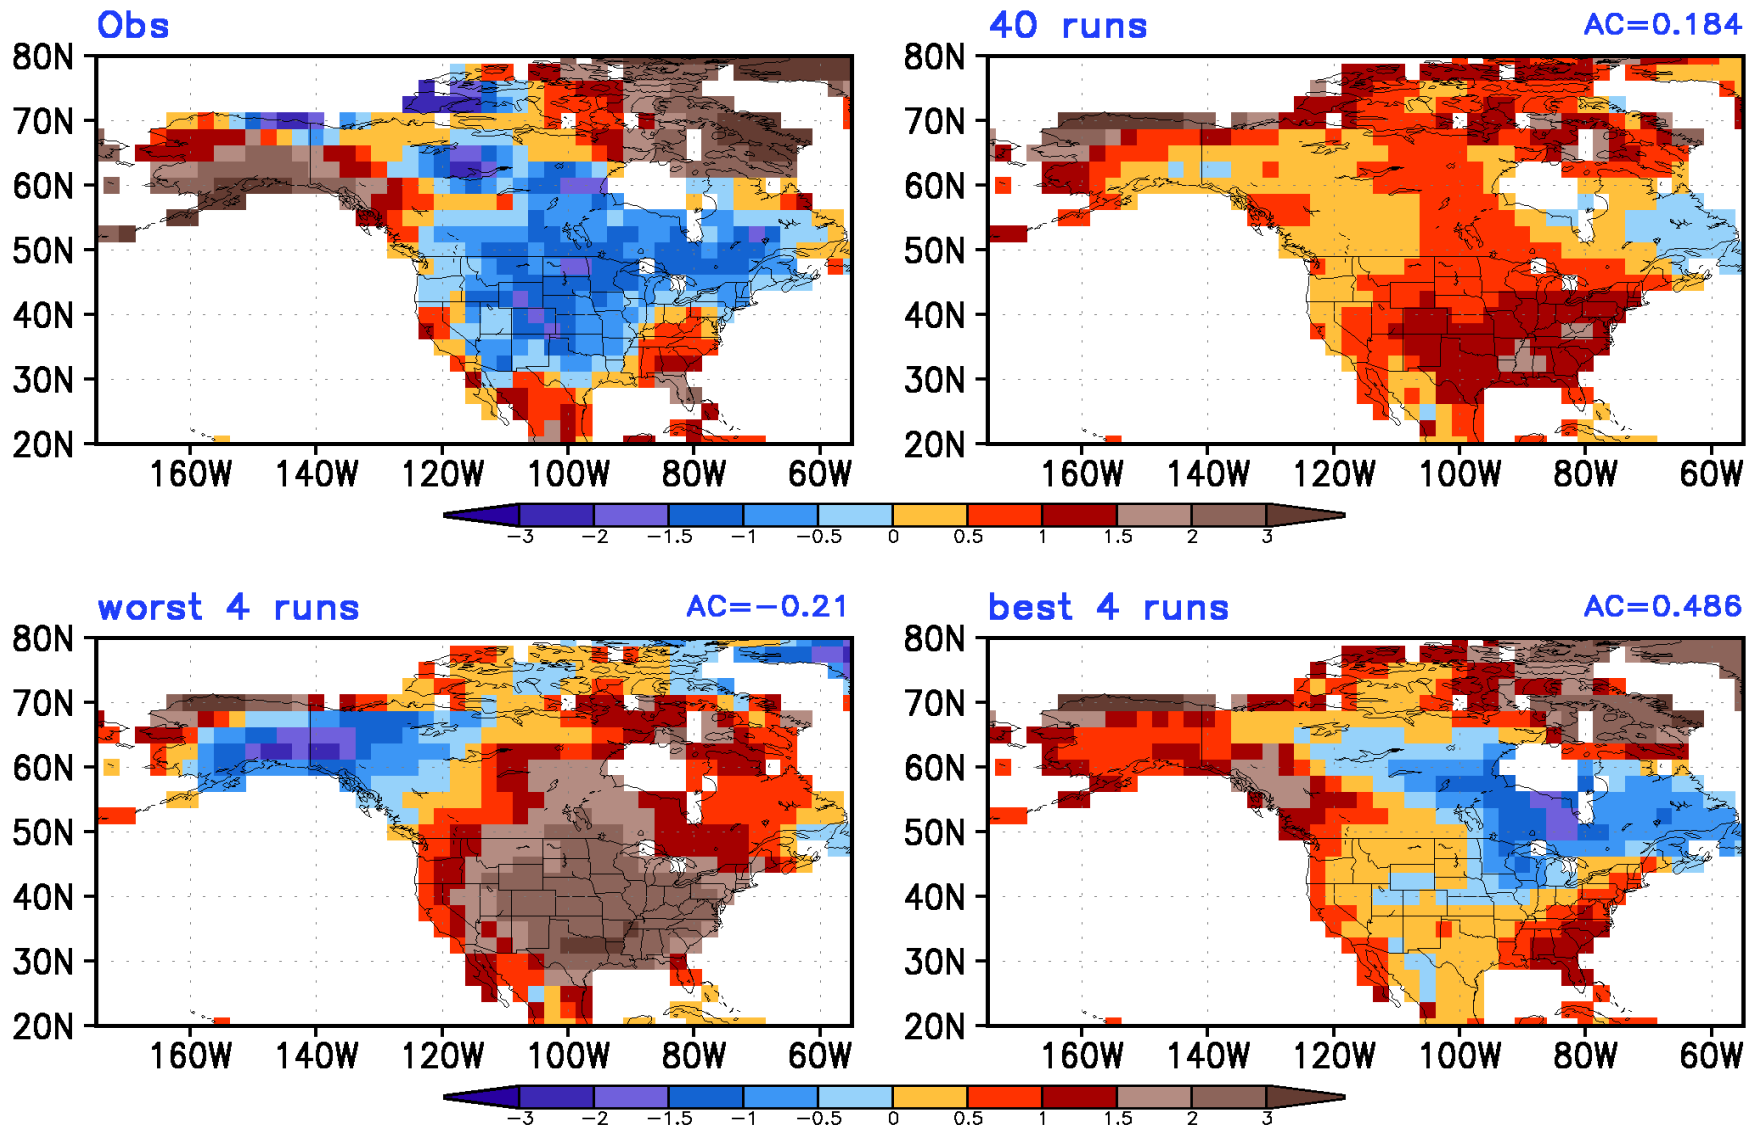 Obs
40 runs AC=0.184
80N 80N
70N 70N
60N 60N
50N 50N
40N 40N
30N 30N
20N 20N
160W 140W 120W 100W 80W 60W 160W 140W 120W 100W 80W 60W
−3 −2 −1.5 −1 −0.5 0 0.5 1 1.5 2 3
worst 4 runs AC=−0.21
best 4 runs AC=0.486
80N 80N
70N 70N
60N 60N
50N 50N
40N 40N
30N 30N
20N 20N
160W 140W 120W 100W 80W 60W 160W 140W 120W 100W 80W 60W
−3 −2 −1.5 −1 −0.5 0 0.5 1 1.5 2 3